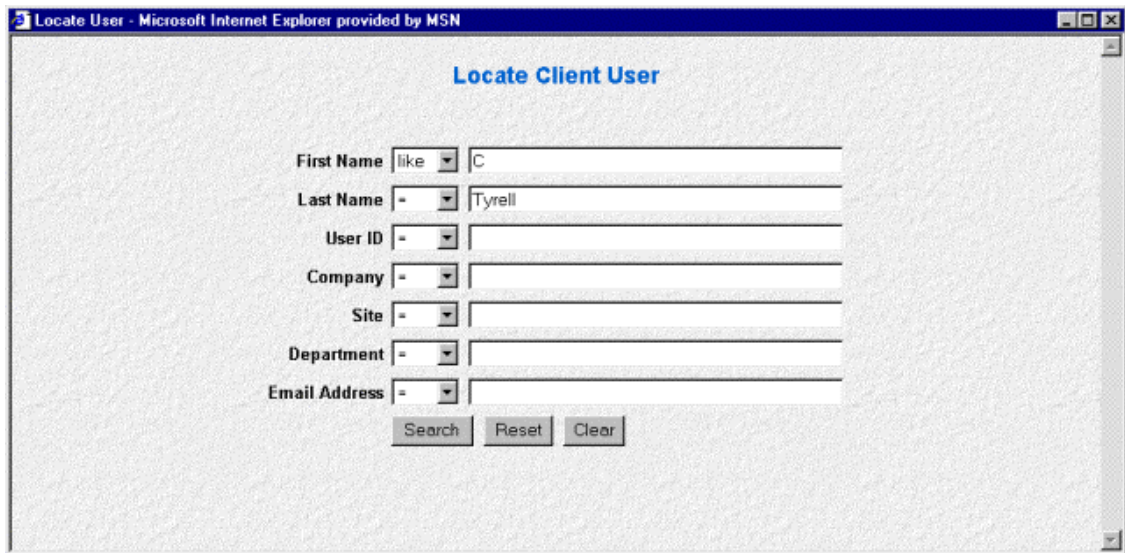 Locate User - Microsoft Internet Explorer provided by MSN
Locate Client User
First Name like C
Last Name = Tyrell
User ID =
Company =
Site =
Department =
Email Address =
Search Reset Clear